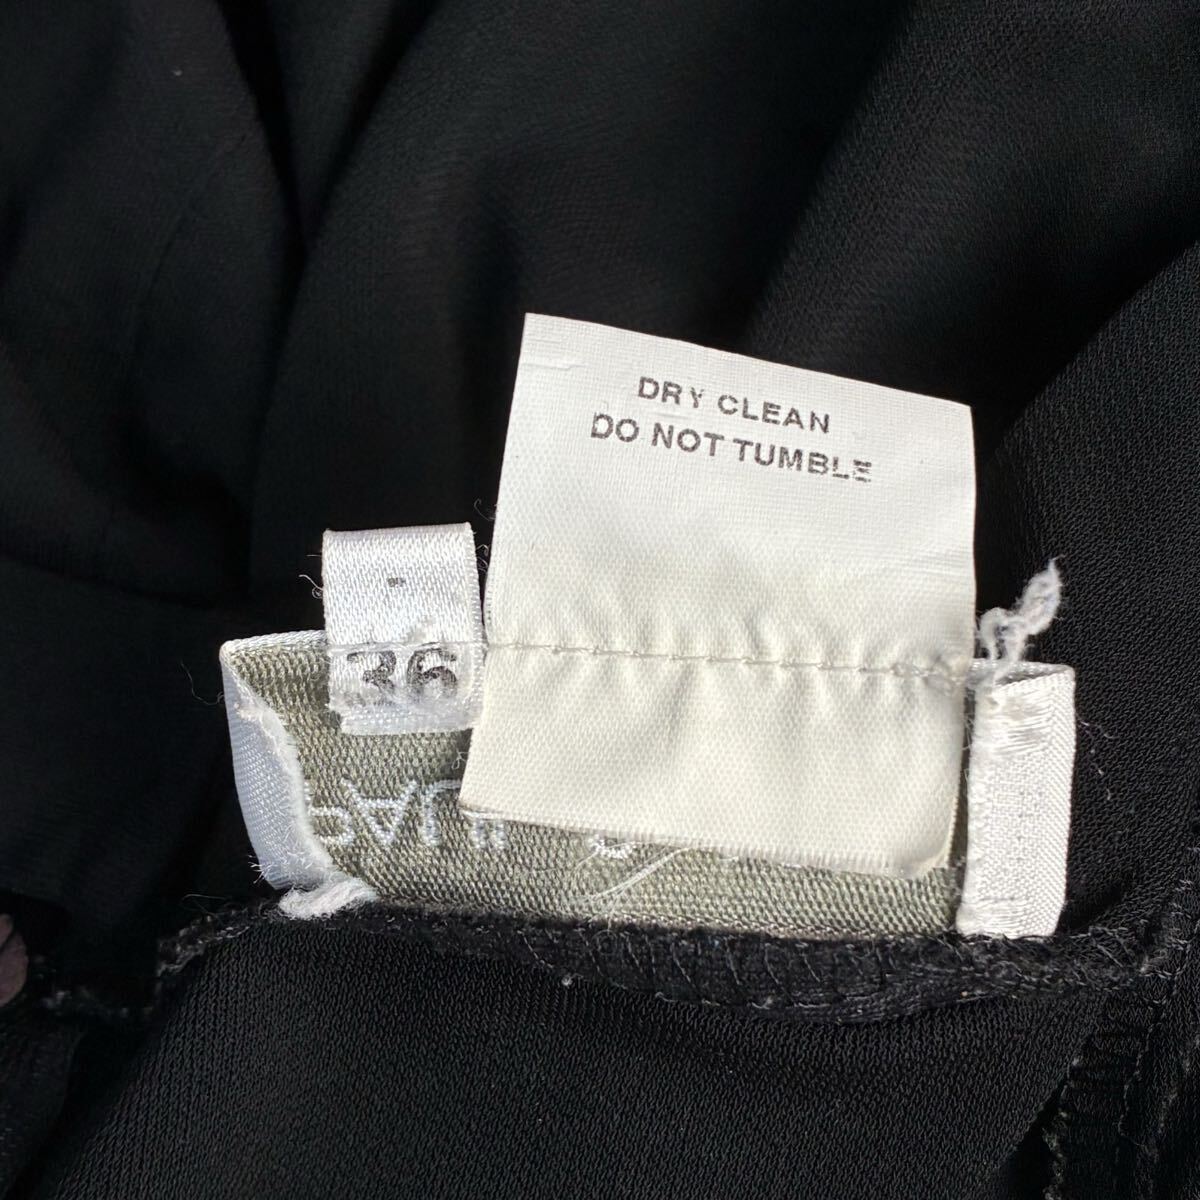 DRY CLEAN
DO NOT TUMBLE
36